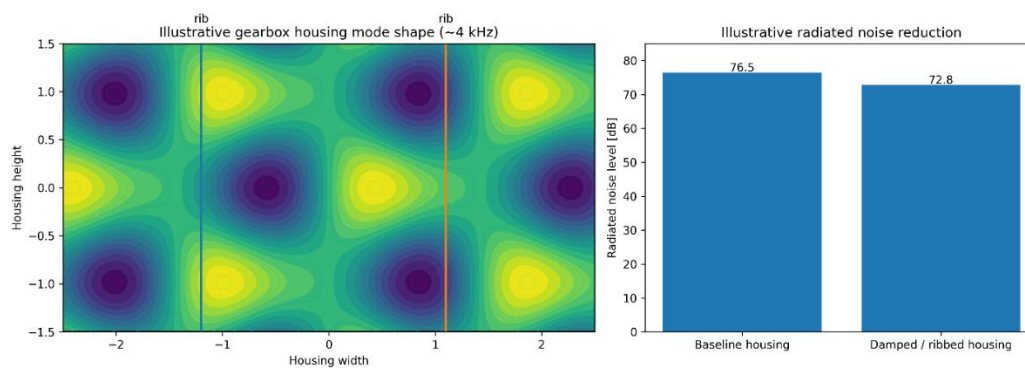 rib
rib
Illustrative gearbox housing mode shape (~4 kHz)
1.5
1.0
0.5
0.0
−0.5
−1.0
−1.5
Housing height
−2
−1
0
1
2
Housing width
Illustrative radiated noise reduction
80
70
60
50
40
30
20
10
0
Radiated noise level [dB]
76.5
72.8
Baseline housing
Damped / ribbed housing